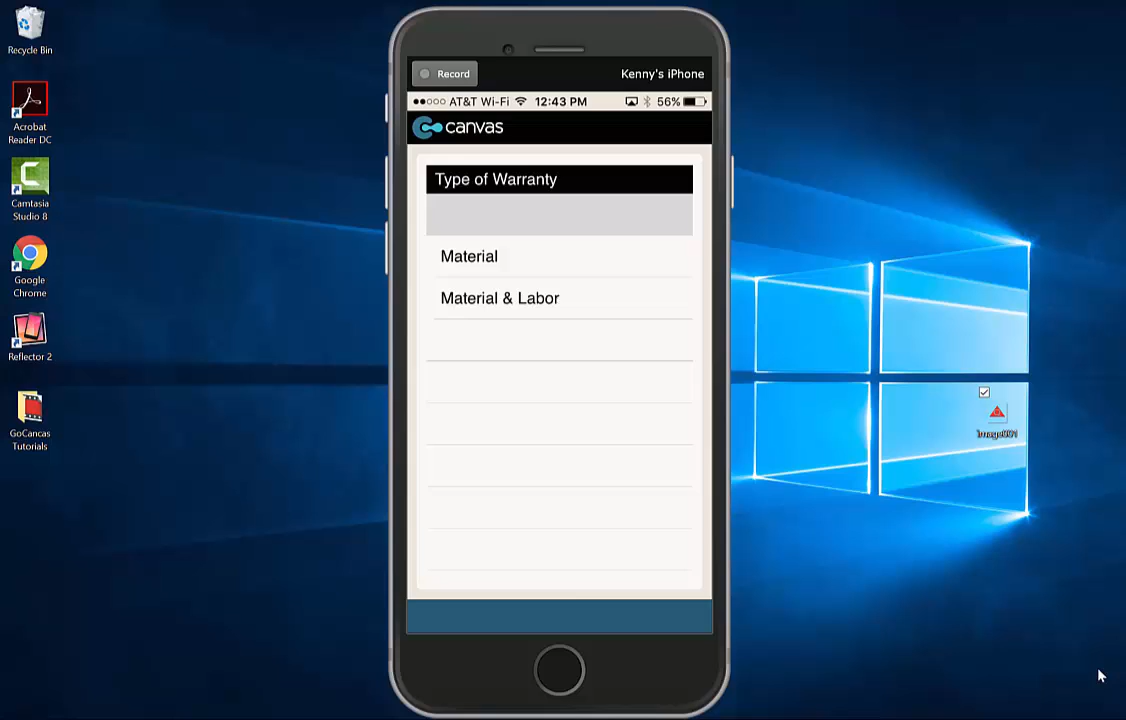 Recycle Bin
Acrobat
Reader DC
Camtasia
Studio 8
Google
Chrome
Reflector 2
GoCancas
Tutorials
Record
Kenny's iPhone
AT&T Wi-Fi 12:43 PM 56%
canvas
Type of Warranty
Material
Material & Labor
image001